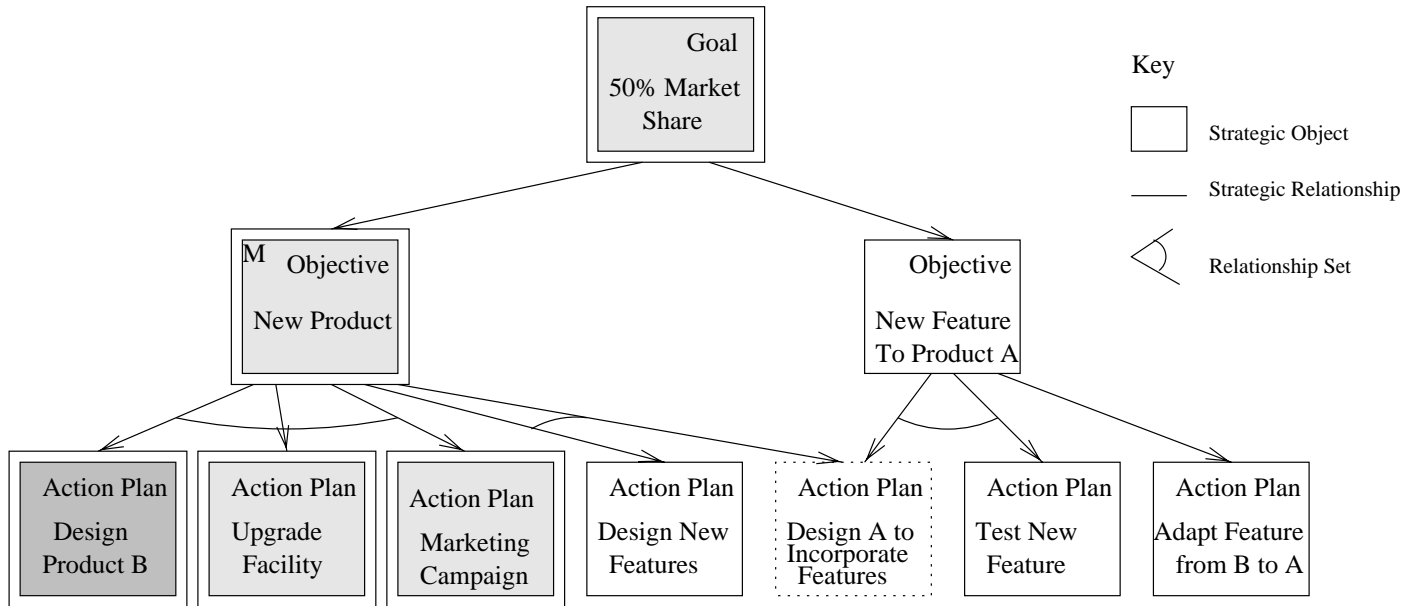 Goal
50% Market
Share
Key
Strategic Object
Strategic Relationship
Relationship Set
M
Objective
New Product
Objective
New Feature
To Product A
Action Plan
Design
Product B
Action Plan
Upgrade
Facility
Action Plan
Marketing
Campaign
Action Plan
Design New
Features
Action Plan
Design A to
Incorporate
Features
Action Plan
Test New
Feature
Action Plan
Adapt Feature
from B to A